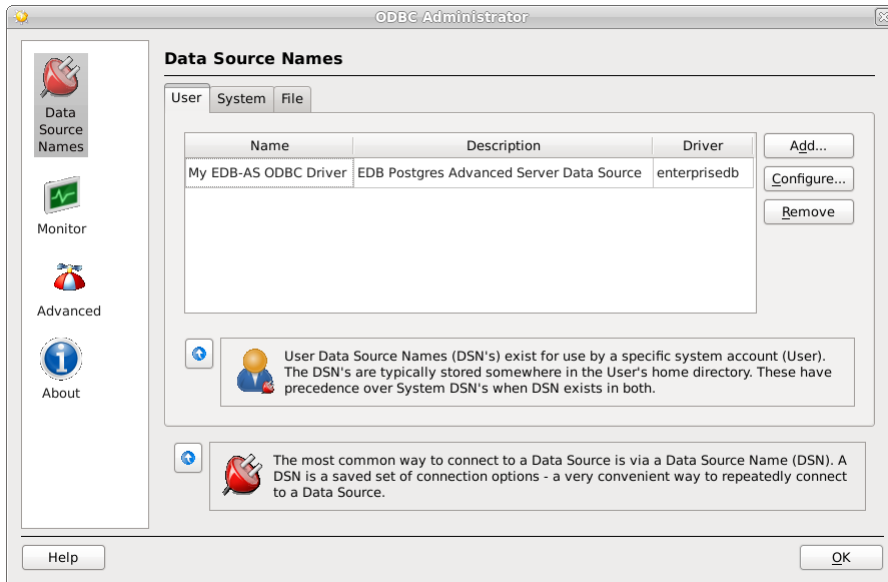 ODBC Administrator
Data
Source
Names
Monitor
Advanced
About
Data Source Names
User System File
Name Description Driver
My EDB-AS ODBC Driver EDB Postgres Advanced Server Data Source enterprisedb
Add...
Configure...
Remove
User Data Source Names (DSN's) exist for use by a specific system account (User).
The DSN's are typically stored somewhere in the User's home directory. These have
precedence over System DSN's when DSN exists in both.
The most common way to connect to a Data Source is via a Data Source Name (DSN). A
DSN is a saved set of connection options - a very convenient way to repeatedly connect
to a Data Source.
Help
OK